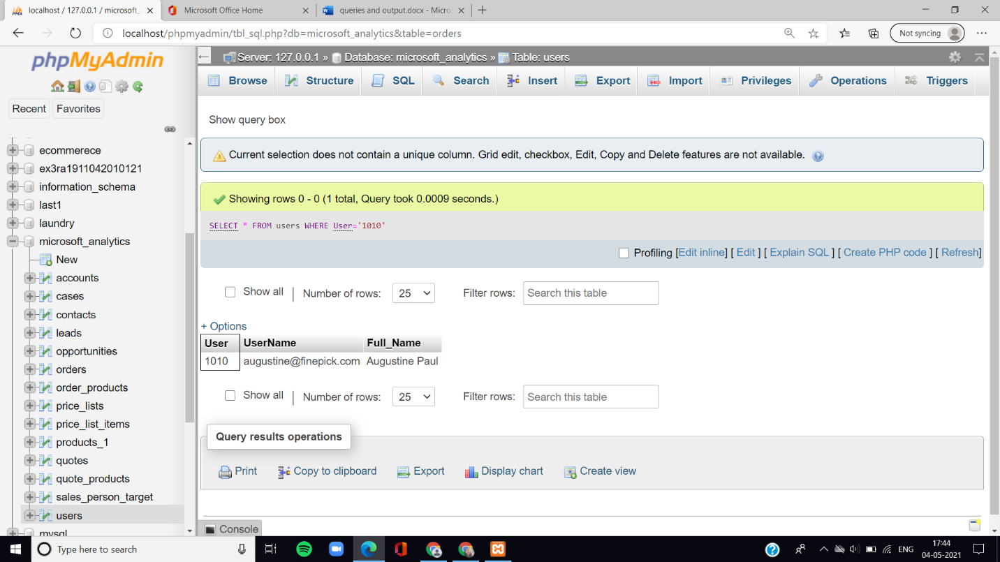 localhost / 127.0.0.1 / microsoft_
Microsoft Office Home
queries and output.docx - Micro
localhost/phpmyadmin/tbl_sql.php?db=microsoft_analytics&table=orders
Not syncing
phpMyAdmin
Recent
Favorites
ecommerece
ex3ra1911042010121
information_schema
last1
laundry
microsoft_analytics
New
accounts
cases
contacts
leads
opportunities
orders
order_products
price_lists
price_list_items
products_1
quotes
quote_products
sales_person_target
users
mysql
Server: 127.0.0.1 » Database: microsoft_analytics » Table: users
Browse Structure SQL Search Insert Export Import Privileges Operations Triggers
Show query box
Current selection does not contain a unique column. Grid edit, checkbox, Edit, Copy and Delete features are not available.
Showing rows 0 - 0 (1 total, Query took 0.0009 seconds.)
SELECT * FROM users WHERE User='1010'
Profiling [Edit inline] [ Edit ] [ Explain SQL ] [ Create PHP code ] [ Refresh]
Show all | Number of rows: 25 Filter rows: Search this table
+ Options
User UserName Full_Name
1010 augustine@finepick.com Augustine Paul
Show all | Number of rows: 25 Filter rows: Search this table
Query results operations
Print Copy to clipboard Export Display chart Create view
Console
Type here to search
ENG
17:44
04-05-2021